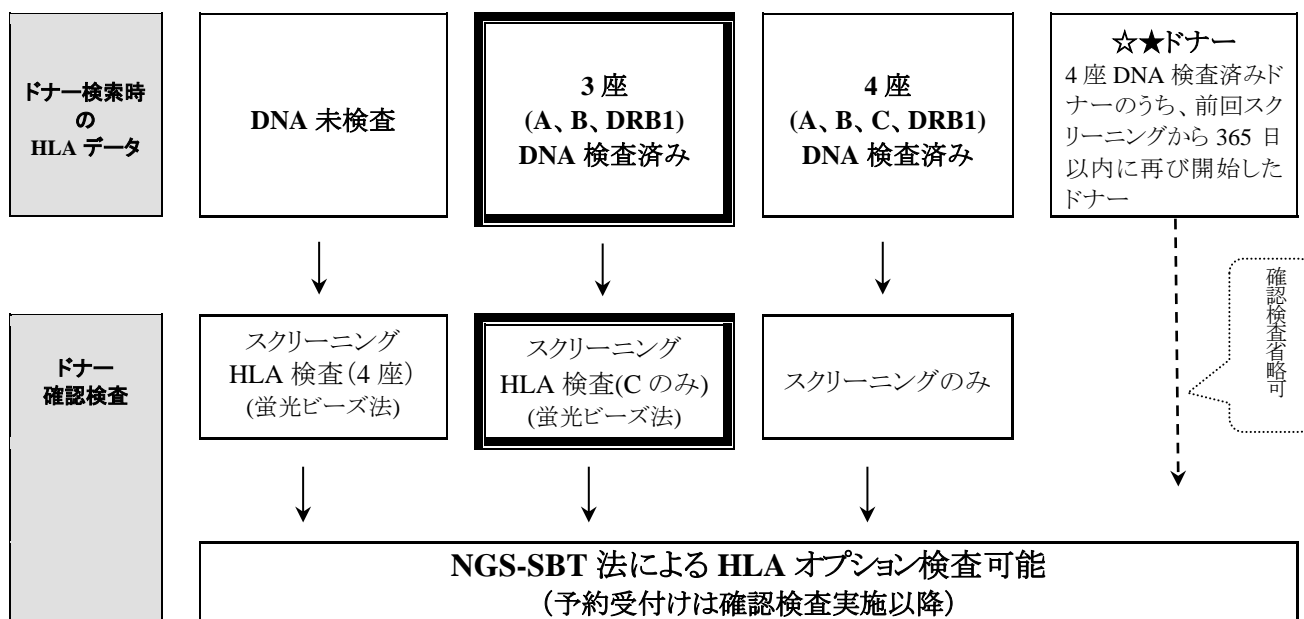 ドナー検索時
の
HLA データ
DNA 未検査
3 座
(A、B、DRB1)
DNA 検査済み
4 座
(A、B、C、DRB1)
DNA 検査済み
☆★ドナー
4 座 DNA 検査済みド
ナーのうち、前回スク
リーニングから 365 日
以内に再び開始した
ドナー
確認検査省略可
ドナー
確認検査
スクリーニング
HLA 検査(4 座)
(蛍光ビーズ法)
スクリーニング
HLA 検査(C のみ)
(蛍光ビーズ法)
スクリーニングのみ
NGS-SBT 法による HLA オプション検査可能
(予約受付けは確認検査実施以降)